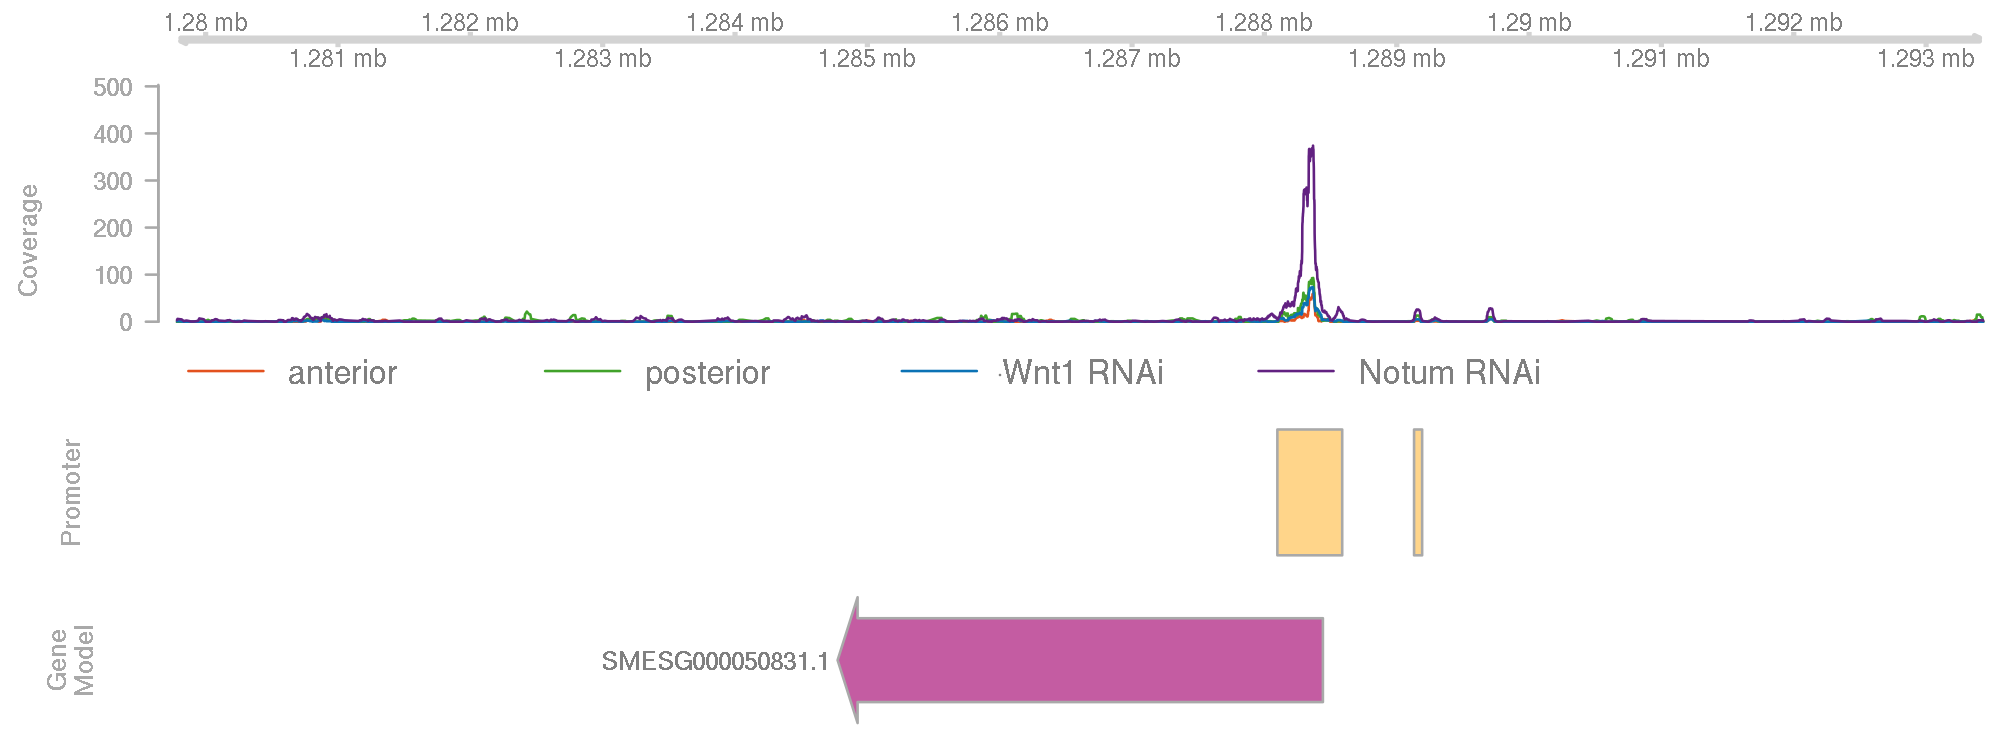 1.28 mb 1.282 mb 1.284 mb 1.286 mb 1.288 mb 1.29 mb 1.292 mb
1.281 mb 1.283 mb 1.285 mb 1.287 mb 1.289 mb 1.291 mb 1.293 mb
Coverage
500
400
300
200
100
0
anterior posterior Wnt1 RNAi Notum RNAi
Promoter
Gene
Model
SMESG000050831.1